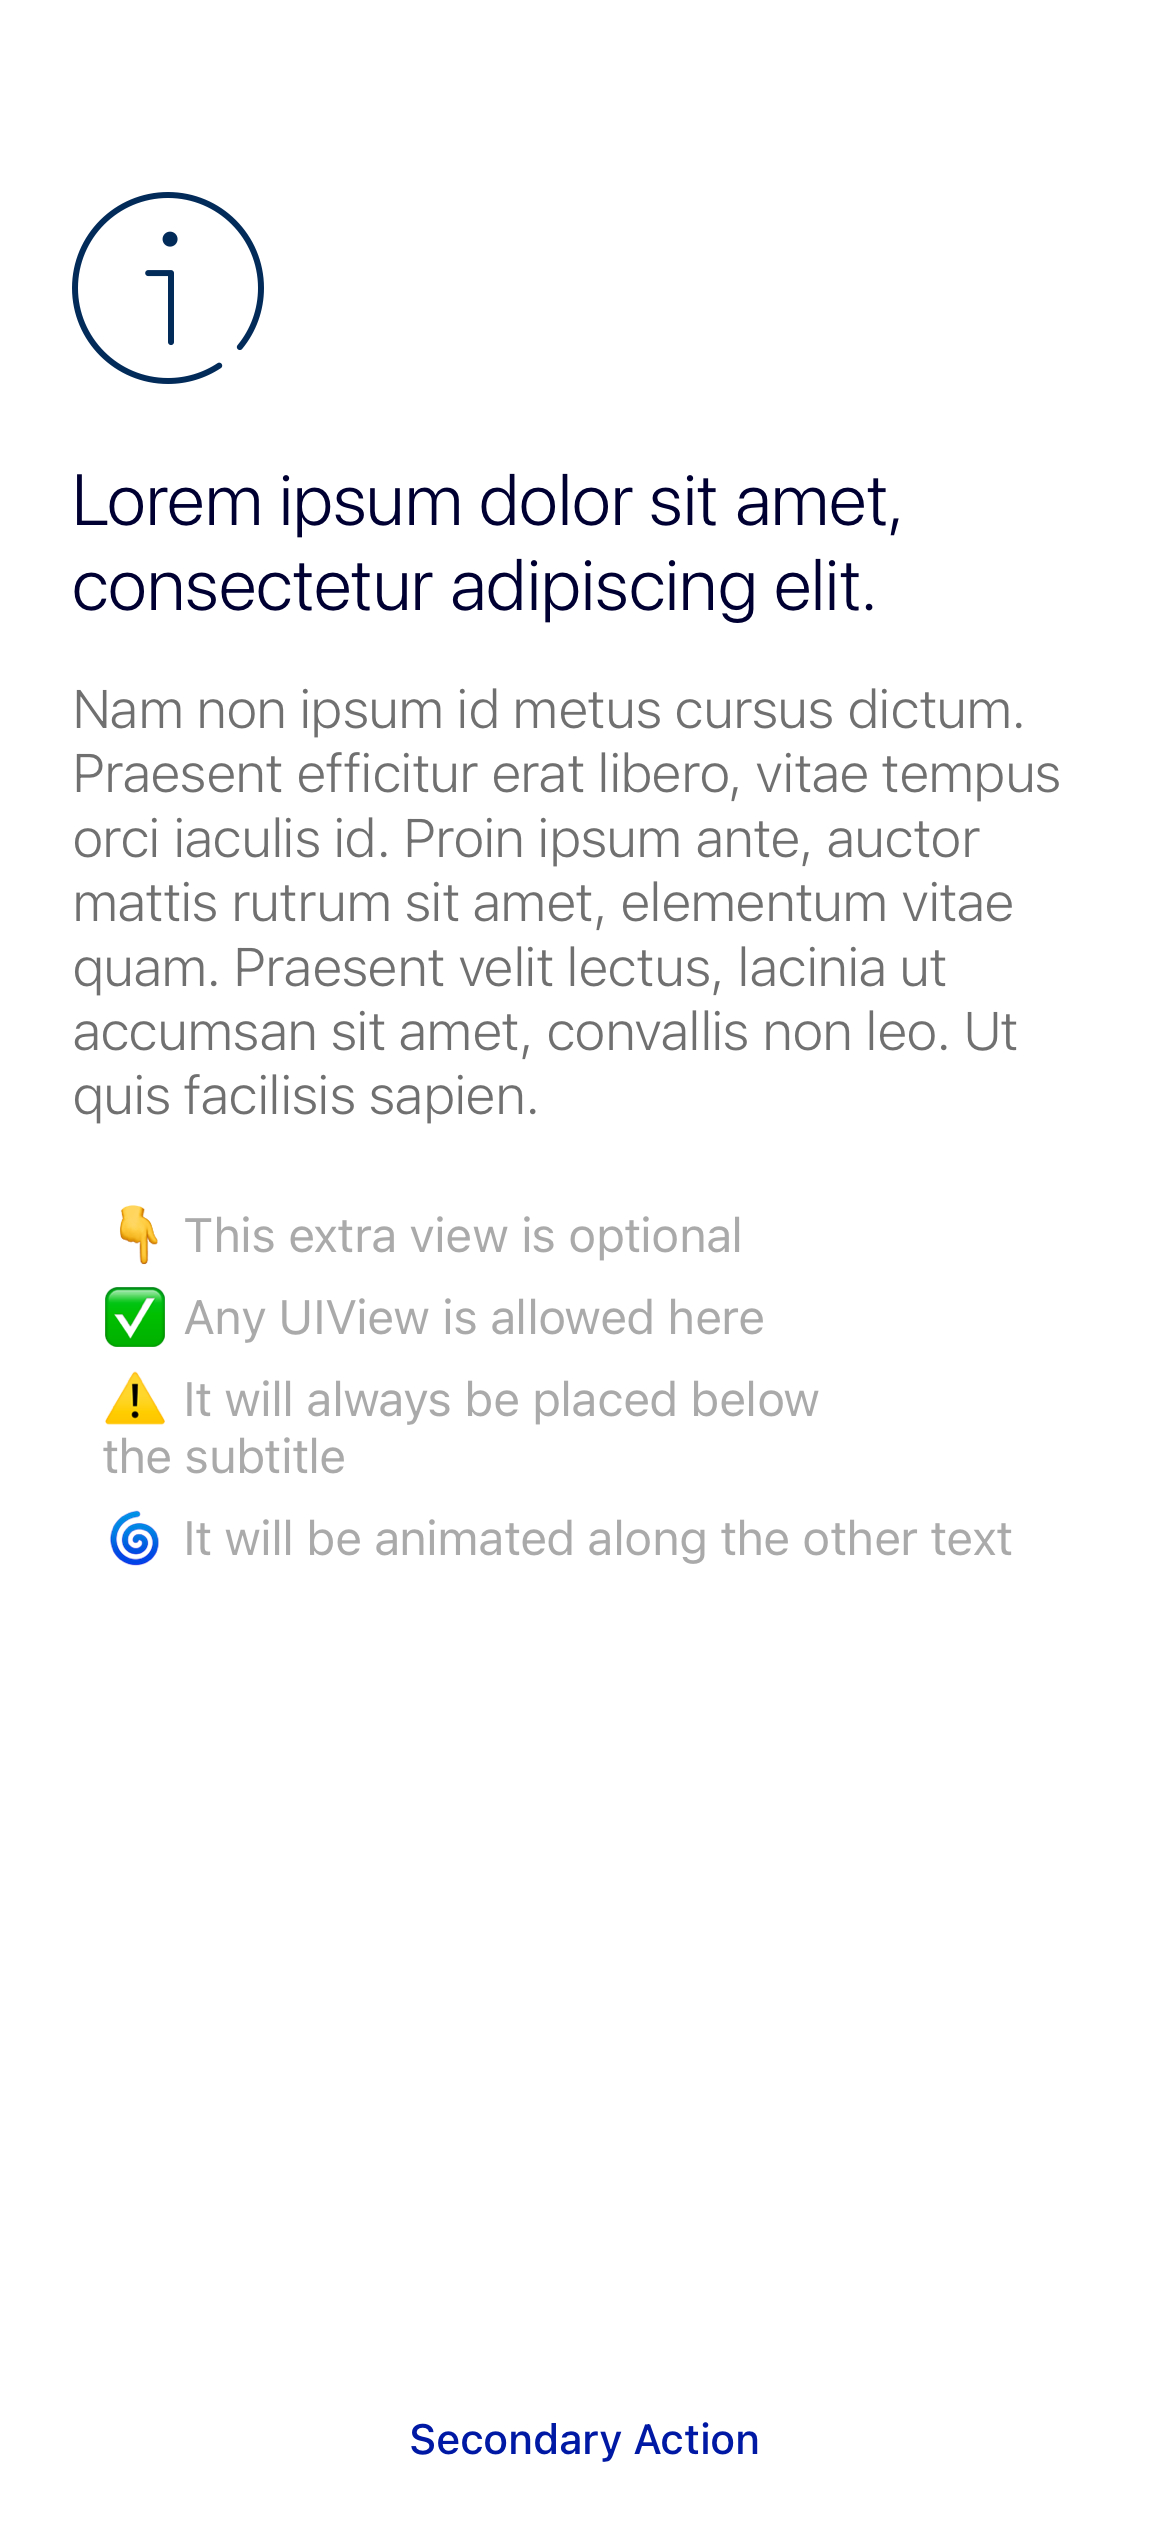 Lorem ipsum dolor sit amet,
consectetur adipiscing elit.
Nam non ipsum id metus cursus dictum.
Praesent efficitur erat libero, vitae tempus
orci iaculis id. Proin ipsum ante, auctor
mattis rutrum sit amet, elementum vitae
quam. Praesent velit lectus, lacinia ut
accumsan sit amet, convallis non leo. Ut
quis facilisis sapien.
👇 This extra view is optional
✅ Any UIView is allowed here
⚠️ It will always be placed below
the subtitle
🌀 It will be animated along the other text
Secondary Action